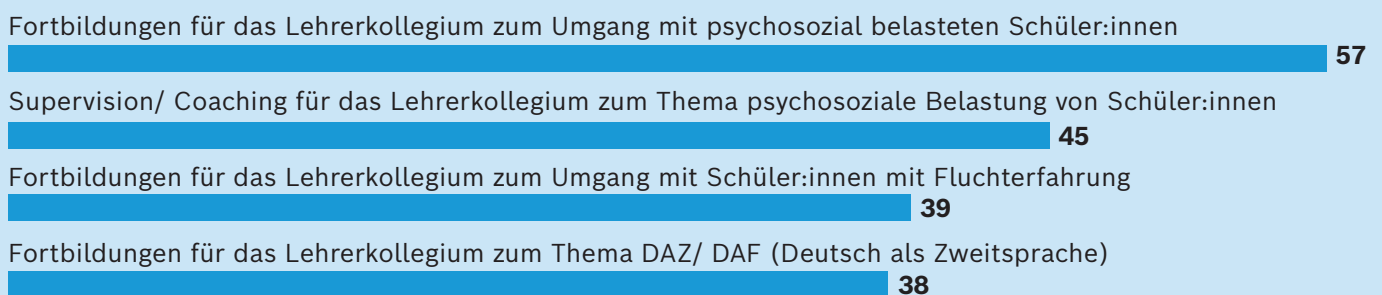 Fortbildungen für das Lehrerkollegium zum Umgang mit psychosozial belasteten Schüler:innen
57
Supervision/ Coaching für das Lehrerkollegium zum Thema psychosoziale Belastung von Schüler:innen
45
Fortbildungen für das Lehrerkollegium zum Umgang mit Schüler:innen mit Fluchterfahrung
39
Fortbildungen für das Lehrerkollegium zum Thema DAZ/ DAF (Deutsch als Zweitsprache)
38